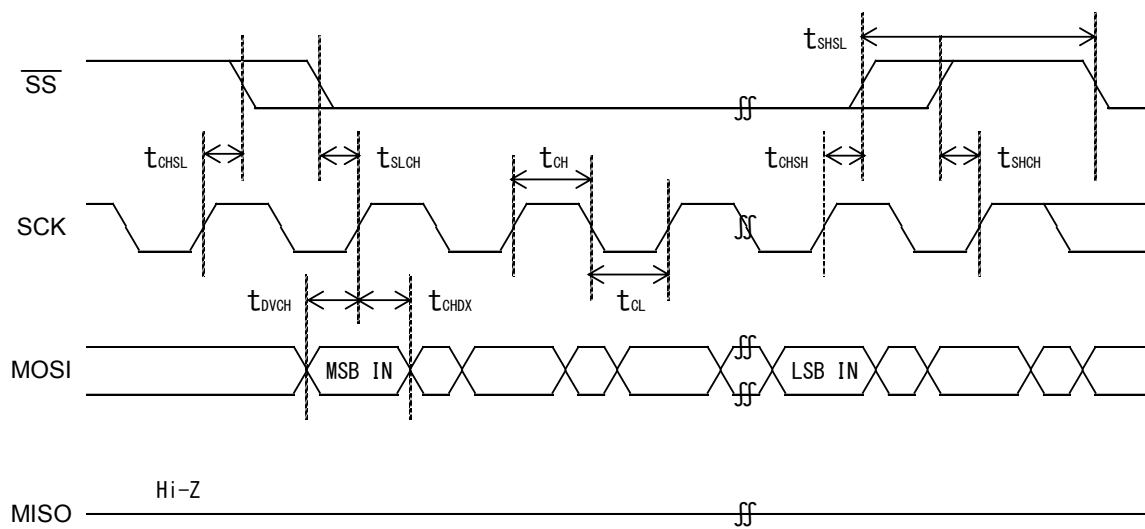 tSHSL
SS
tCHSL
tSLCH
tCH
tCHSH
tSHCH
SCK
tDVCH
tCHDX
tCL
MOSI
MSB IN
LSB IN
Hi-Z
MISO